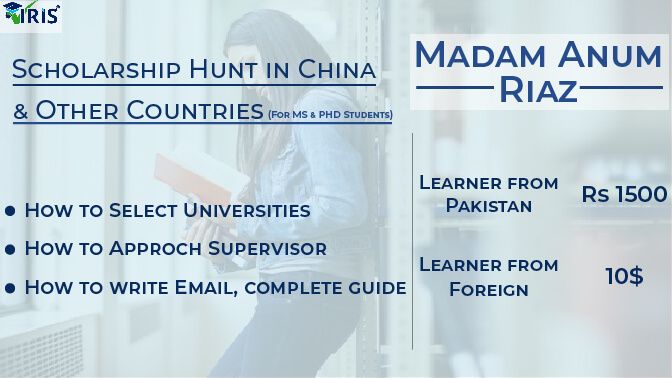 IRIS®
SCHOLARSHIP HUNT IN CHINA
& OTHER COUNTRIES (FOR MS & PHD STUDENTS)
MADAM ANUM
RIAZ
• HOW TO SELECT UNIVERSITIES
• HOW TO APPROCH SUPERVISOR
• HOW TO WRITE EMAIL, COMPLETE GUIDE
LEARNER FROM
PAKISTAN
RS 1500
LEARNER FROM
FOREIGN
10$